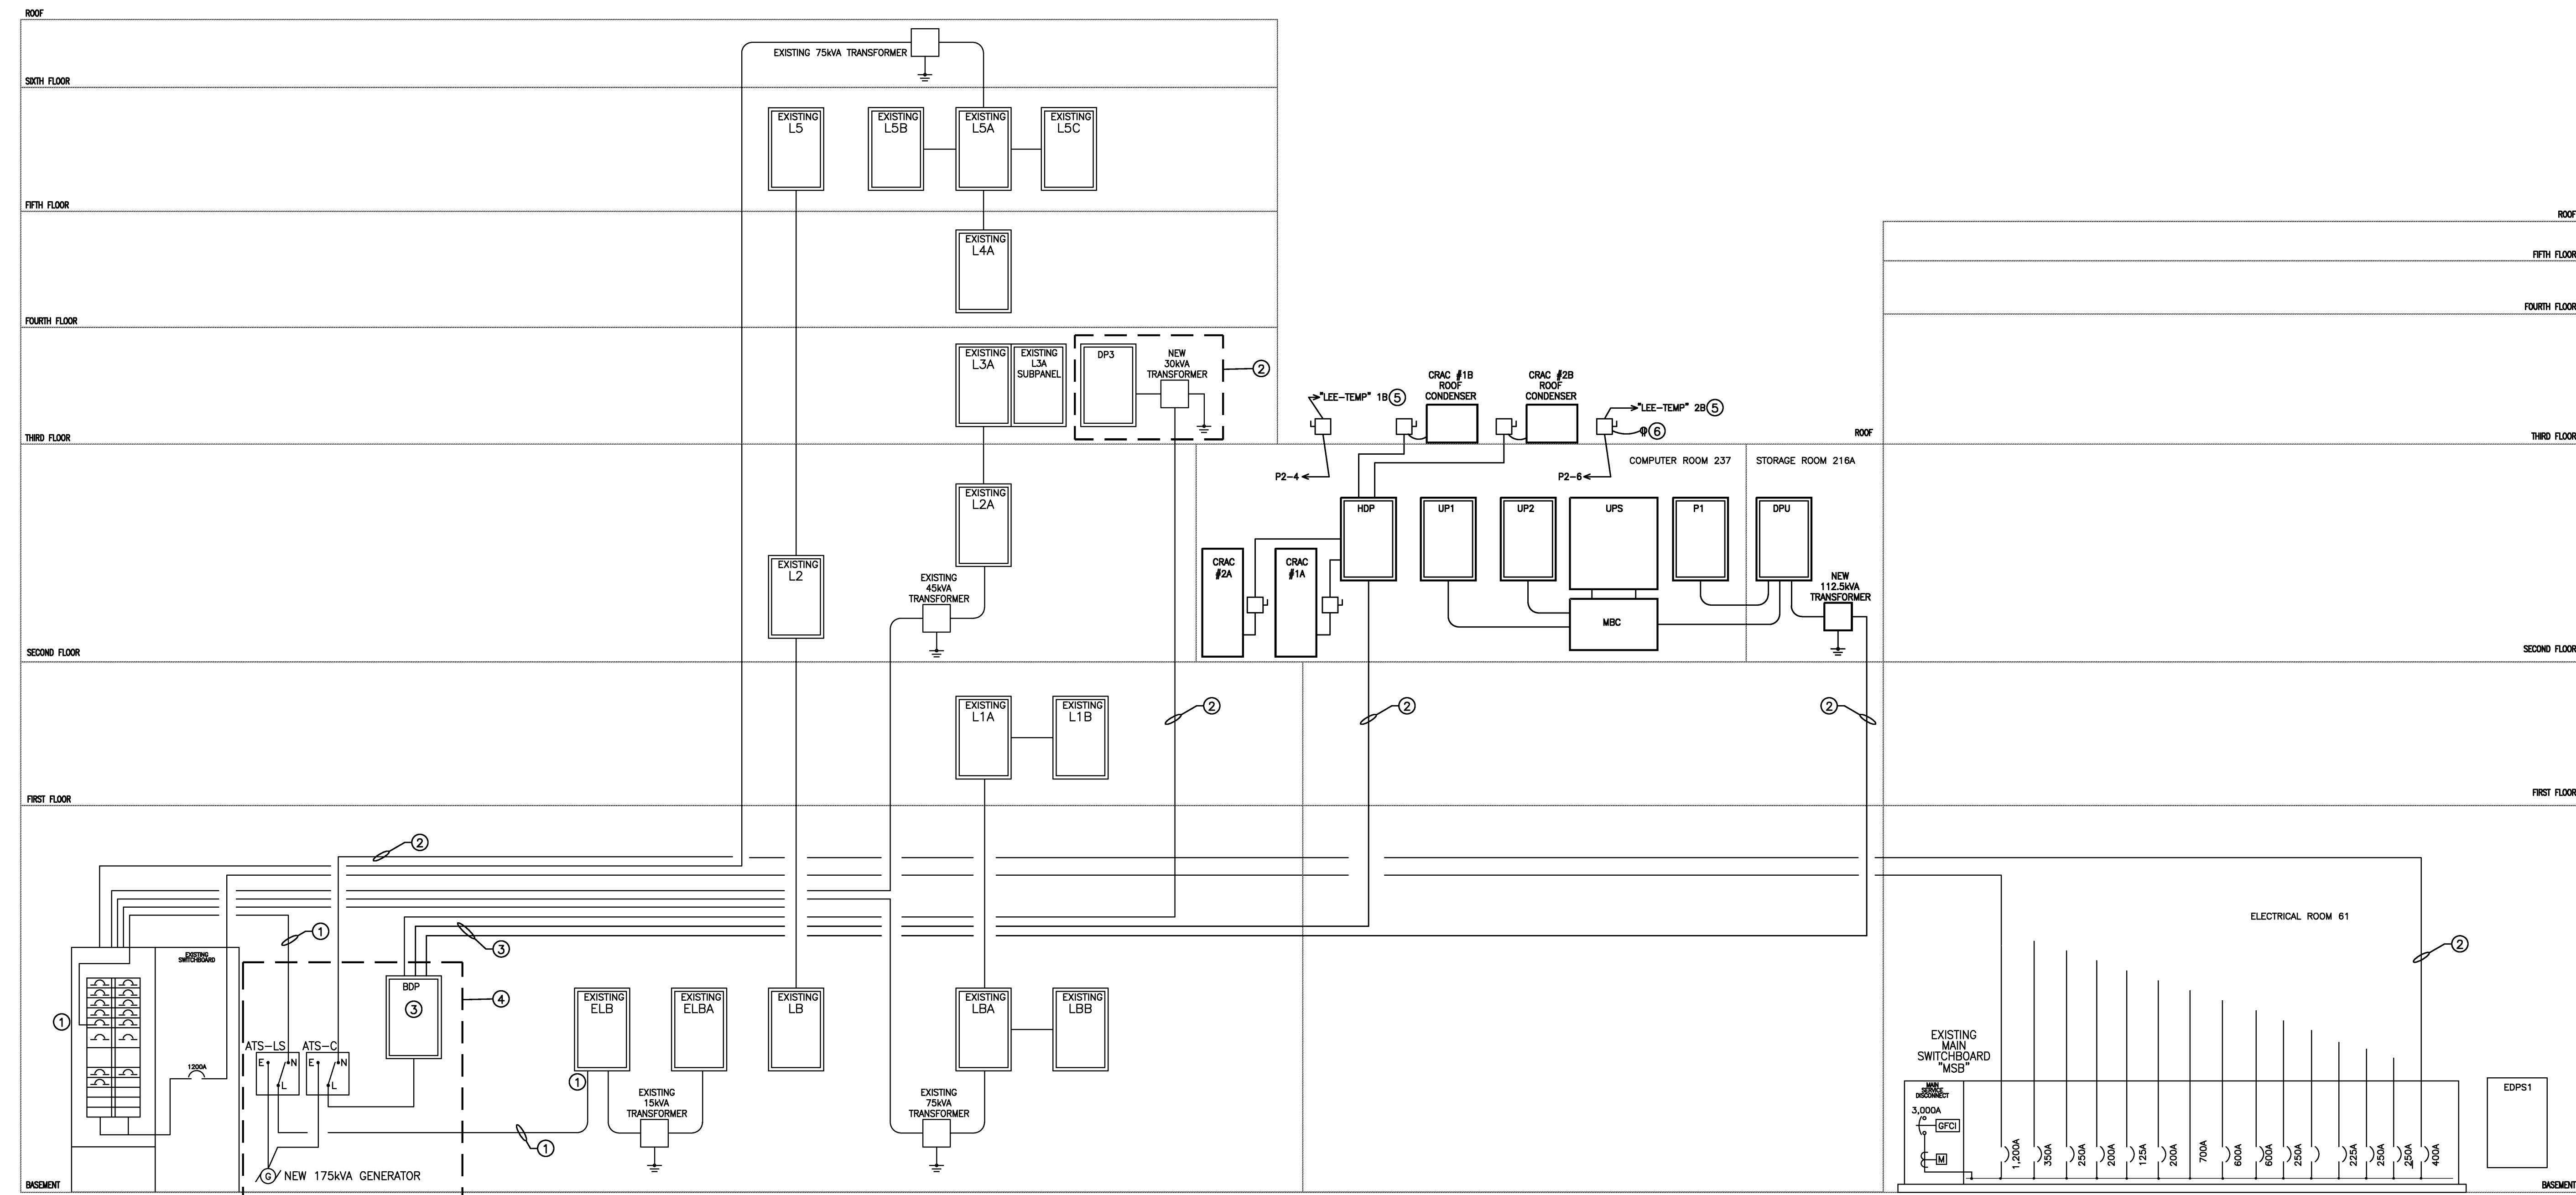 ROOF
EXISTING 75kVA TRANSFORMER
SIXTH FLOOR
EXISTING
L5
EXISTING
L5B
EXISTING
L5A
EXISTING
L5C
FIFTH FLOOR
ROOF
EXISTING
L4A
FIFTH FLOOR
FOURTH FLOOR
FOURTH FLOOR
EXISTING
L3A
EXISTING
L3A
SUBPANEL
DP3
NEW
30kVA
TRANSFORMER
2
"LEE-TEMP" 1B 5
CRAC #1B
ROOF
CONDENSER
CRAC #2B
ROOF
CONDENSER
"LEE-TEMP" 2B 5
6
THIRD FLOOR
ROOF
THIRD FLOOR
P2-4
P2-6
COMPUTER ROOM 237
STORAGE ROOM 216A
EXISTING
L2A
HDP
UP1
UP2
UPS
P1
DPU
EXISTING
L2
EXISTING
45kVA
TRANSFORMER
CRAC
#2A
CRAC
#1A
MBC
NEW
112.5kVA
TRANSFORMER
SECOND FLOOR
SECOND FLOOR
EXISTING
L1A
EXISTING
L1B
2
2
2
FIRST FLOOR
FIRST FLOOR
2
1
3
ELECTRICAL ROOM 61
2
EXISTING
SWITCHBOARD
1
1200A
BDP
3
4
ATS-LS
E
N
L
ATS-C
E
N
L
EXISTING
ELB
1
EXISTING
ELBA
EXISTING
LB
EXISTING
LBA
EXISTING
LBB
EXISTING
15kVA
TRANSFORMER
EXISTING
75kVA
TRANSFORMER
1
G
NEW 175kVA GENERATOR
EXISTING
MAIN
SWITCHBOARD
"MSB"
MAIN
SERVICE
DISCONNECT
3,000A
GFCI
M
1,200A
350A
250A
200A
125A
200A
700A
600A
600A
250A
225A
250A
250A
400A
EDPS1
BASEMENT
BASEMENT